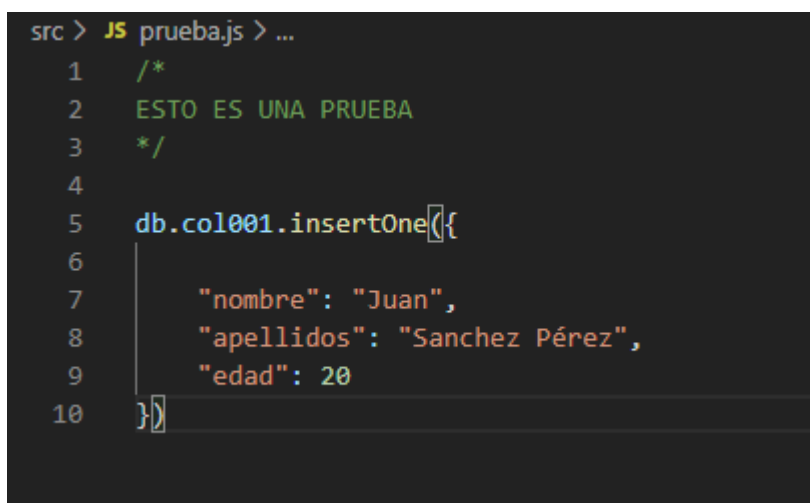 src > JS prueba.js > ...
1 /*
2 ESTO ES UNA PRUEBA
3 */
4
5 db.col001.insertOne({
6
7 "nombre": "Juan",
8 "apellidos": "Sanchez Pérez",
9 "edad": 20
10 })